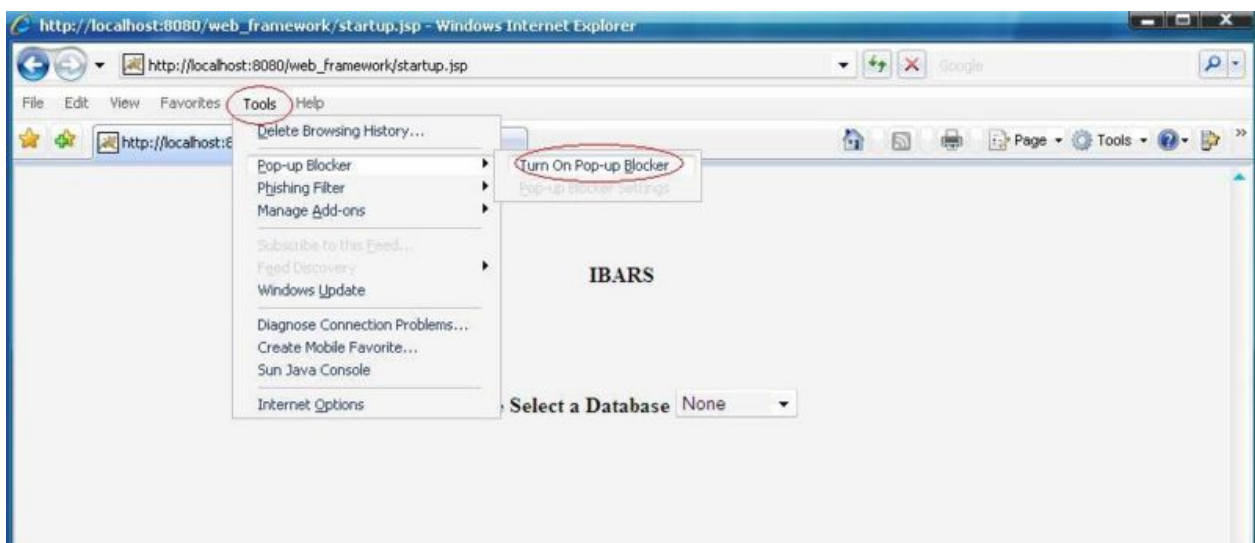 http://localhost:8080/web_framework/startup.jsp - Windows Internet Explorer
http://localhost:8080/web_framework/startup.jsp
Google
File Edit View Favorites Tools Help
http://localhost:8
Page Tools
Delete Browsing History...
Pop-up Blocker
Turn On Pop-up Blocker
Phishing Filter
Pop-up Blocker Settings
Manage Add-ons
Subscribe to this Feed...
Feed Discovery
Windows Update
IBARS
Diagnose Connection Problems...
Create Mobile Favorite...
Sun Java Console
Internet Options
Select a Database None